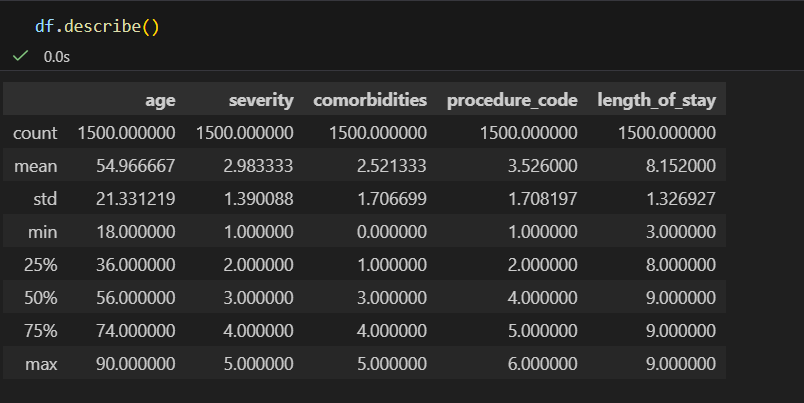 df.describe()
0.0s
age severity comorbidities procedure_code length_of_stay
count 1500.000000 1500.000000 1500.000000 1500.000000 1500.000000
mean 54.966667 2.983333 2.521333 3.526000 8.152000
std 21.331219 1.390088 1.706699 1.708197 1.326927
min 18.000000 1.000000 0.000000 1.000000 3.000000
25% 36.000000 2.000000 1.000000 2.000000 8.000000
50% 56.000000 3.000000 3.000000 4.000000 9.000000
75% 74.000000 4.000000 4.000000 5.000000 9.000000
max 90.000000 5.000000 5.000000 6.000000 9.000000